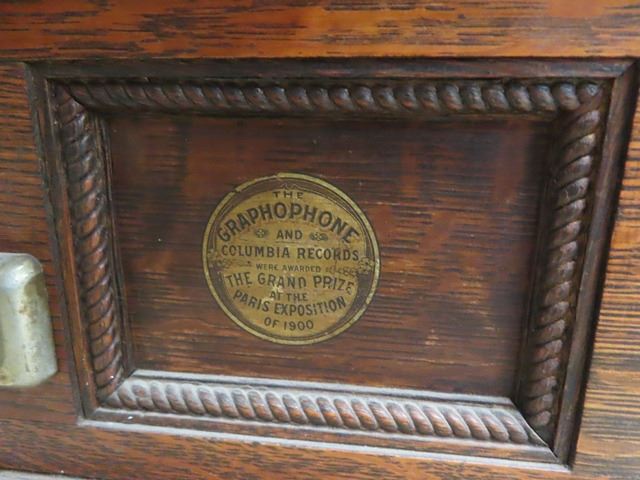 THE
GRAPHOPHONE
AND
COLUMBIA RECORDS
WERE AWARDED
THE GRAND PRIZE
AT THE
PARIS EXPOSITION
OF 1900